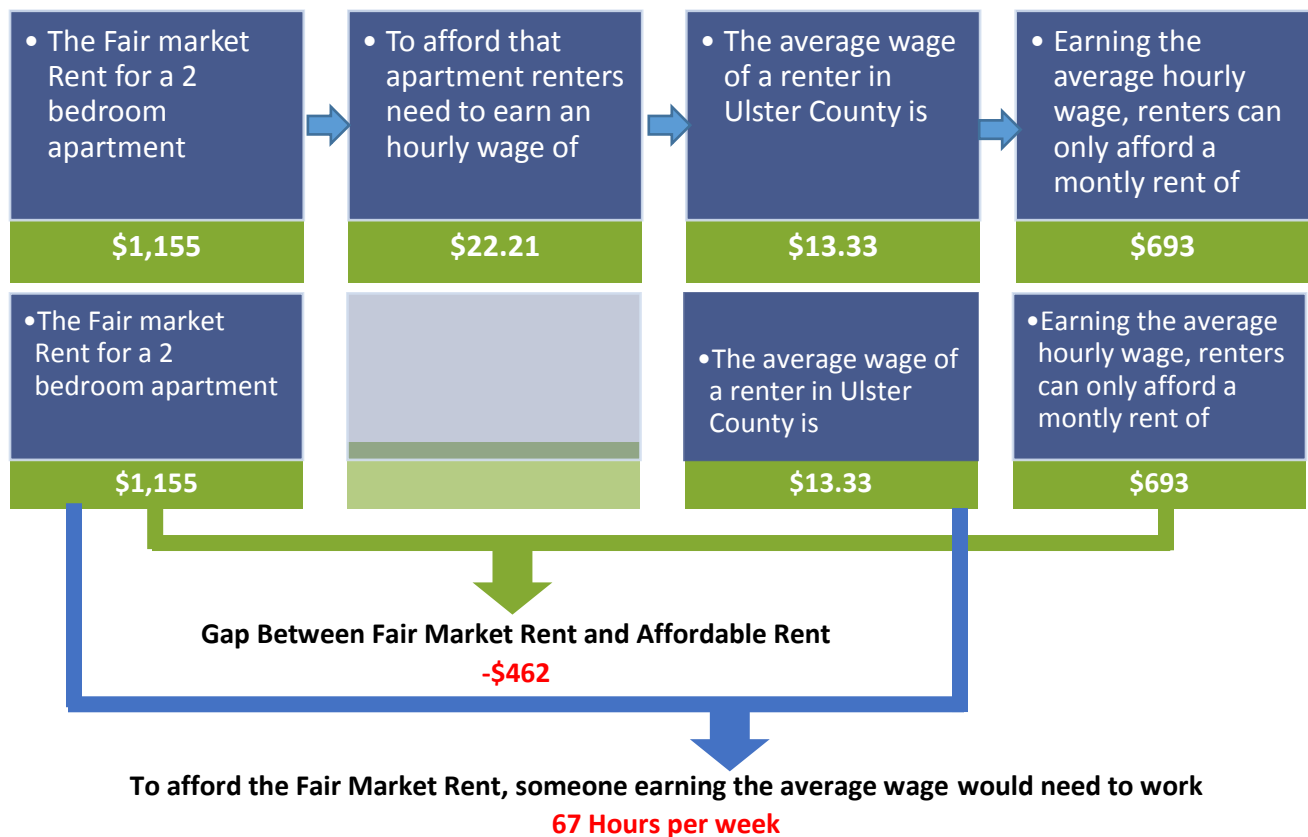 • The Fair market
Rent for a 2
bedroom
apartment
$1,155
• To afford that
apartment renters
need to earn an
hourly wage of
$22.21
• The average wage
of a renter in
Ulster County is
$13.33
• Earning the
average hourly
wage, renters can
only afford a
montly rent of
$693
•The Fair market
Rent for a 2
bedroom apartment
$1,155
•The average wage of
a renter in Ulster
County is
$13.33
•Earning the average
hourly wage, renters
can only afford a
montly rent of
$693
Gap Between Fair Market Rent and Affordable Rent
-$462
To afford the Fair Market Rent, someone earning the average wage would need to work
67 Hours per week